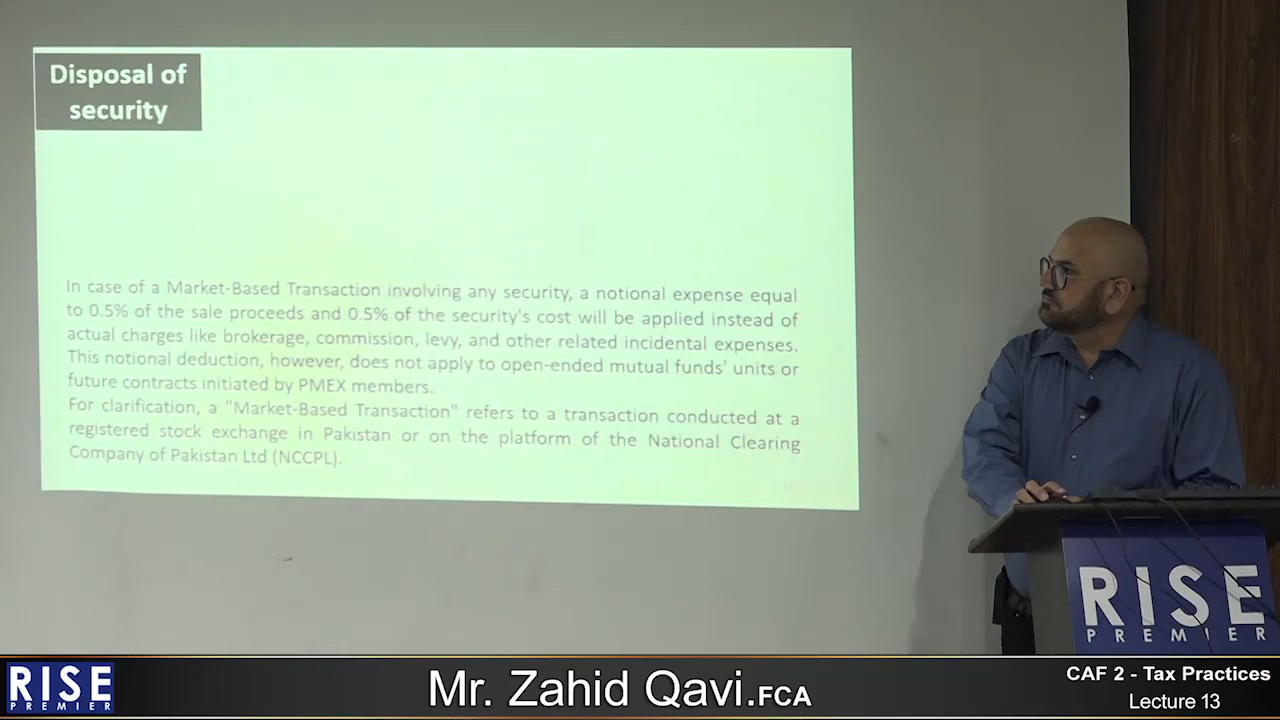 Disposal of
security
In case of a Market-Based Transaction involving any security, a notional expense equal
to 0.5% of the sale proceeds and 0.5% of the security's cost will be applied instead of
actual charges like brokerage, commission, levy, and other related incidental expenses.
This notional deduction, however, does not apply to open-ended mutual funds' units or
future contracts initiated by PMEX members.
For clarification, a "Market-Based Transaction" refers to a transaction conducted at a
registered stock exchange in Pakistan or on the platform of the National Clearing
Company of Pakistan Ltd (NCCPL).
RISE
PREMIER
RISE
PREMIER
Mr. Zahid Qavi.FCA
CAF 2 - Tax Practices
Lecture 13